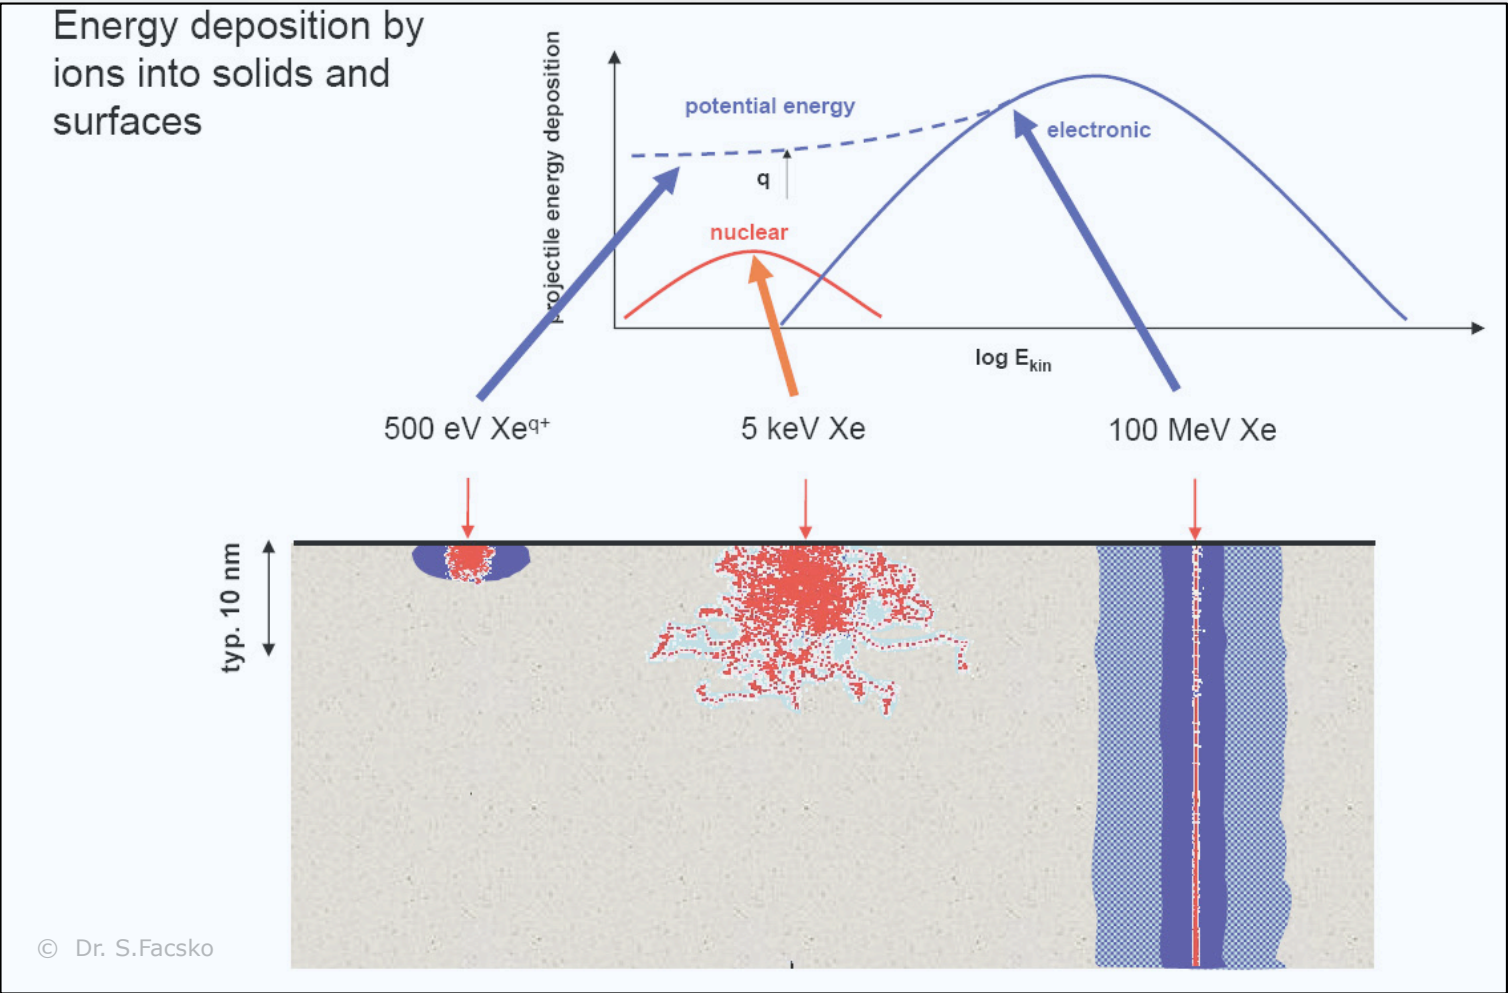 Energy deposition by
ions into solids and
surfaces
projectile energy deposition
potential energy
electronic
q
nuclear
log Ekin
500 eV Xeq+
5 keV Xe
100 MeV Xe
typ. 10 nm
© Dr. S.Facsko